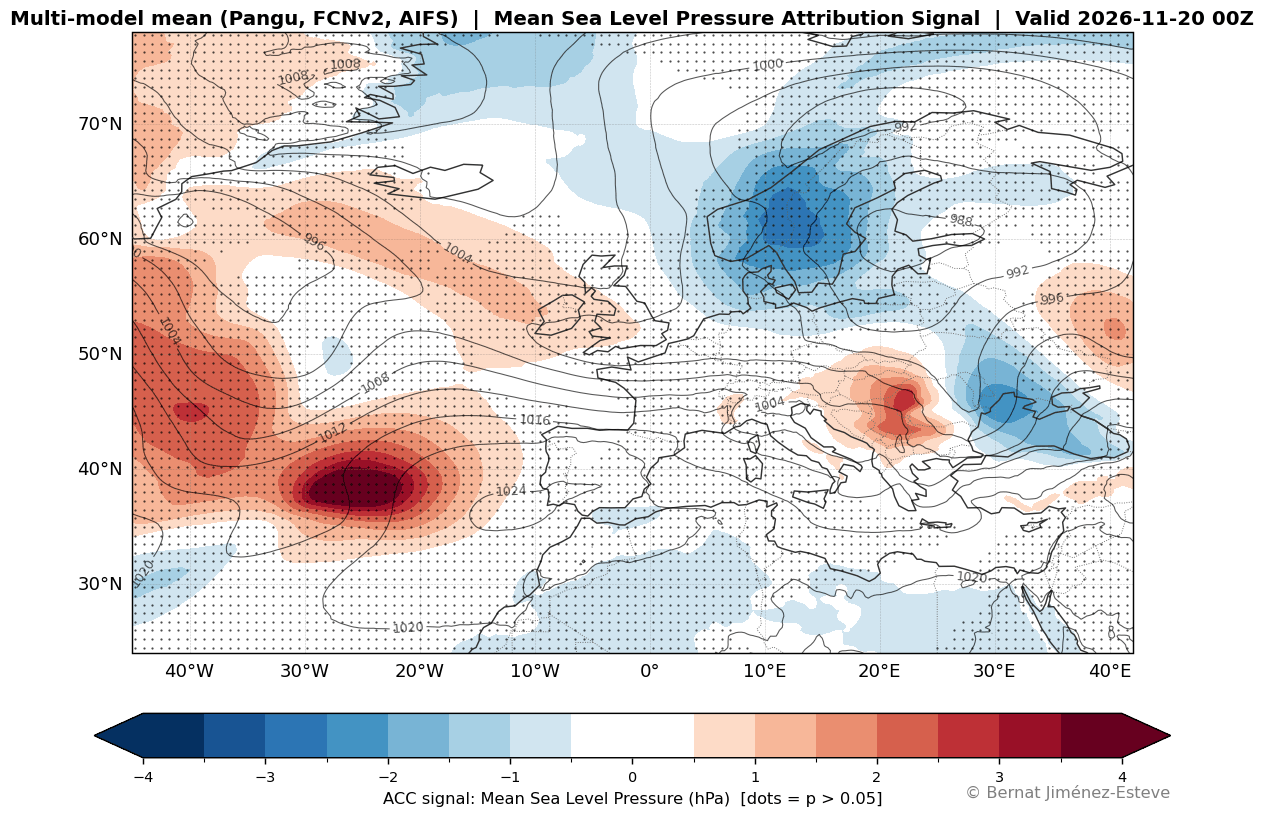 Multi-model mean (Pangu, FCNv2, AIFS) | Mean Sea Level Pressure Attribution Signal | Valid 2026-11-20 00Z
1008
1008
1000
70°N
992
60°N
996
1004
988
992
996
1004
50°N
1008
1004
1012
1016
40°N
1024
30°N
1020
1020
1020
40°W 30°W 20°W 10°W 0° 10°E 20°E 30°E 40°E
−4 −3 −2 −1 0 1 2 3 4
ACC signal: Mean Sea Level Pressure (hPa) [dots = p > 0.05]
© Bernat Jiménez-Esteve